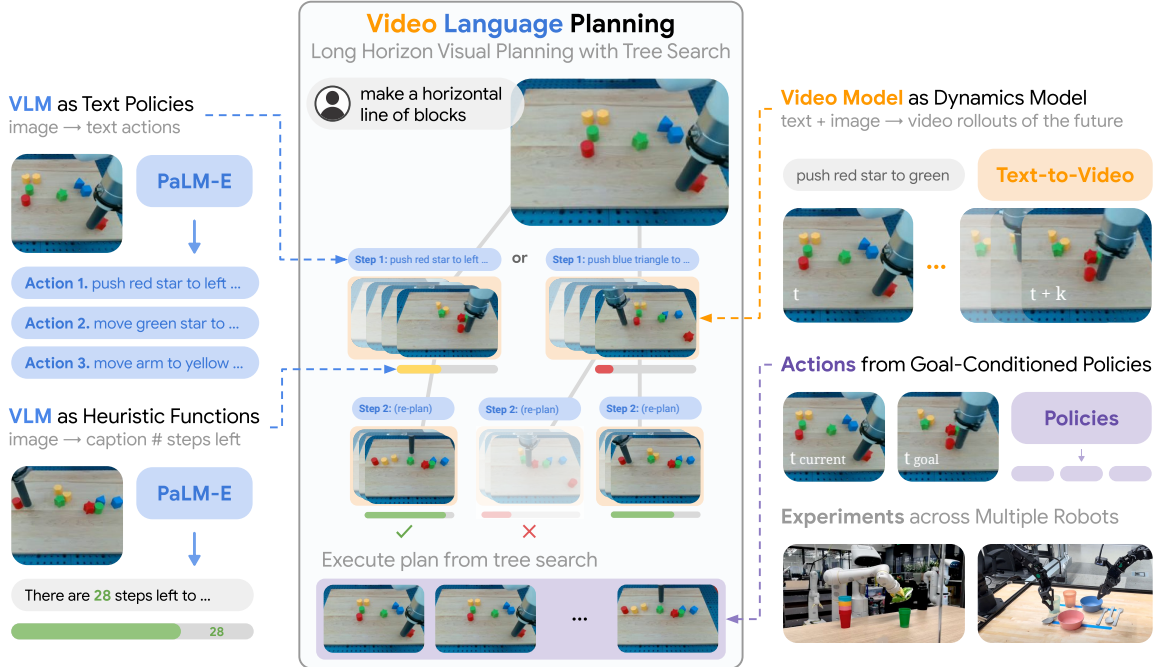 Video Language Planning
Long Horizon Visual Planning with Tree Search
make a horizontal
line of blocks
VLM as Text Policies
image → text actions
PaLM-E
Action 1. push red star to left ...
Action 2. move green star to ...
Action 3. move arm to yellow ...
VLM as Heuristic Functions
image → caption # steps left
PaLM-E
There are 28 steps left to ...
28
Step 1: push red star to left ...
or
Step 1: push blue triangle to ...
Step 2: (re-plan)
Step 2: (re-plan)
Step 2: (re-plan)
Execute plan from tree search
...
Video Model as Dynamics Model
text + image → video rollouts of the future
push red star to green
Text-to-Video
t
...
t + k
Actions from Goal-Conditioned Policies
t current
t goal
Policies
Experiments across Multiple Robots